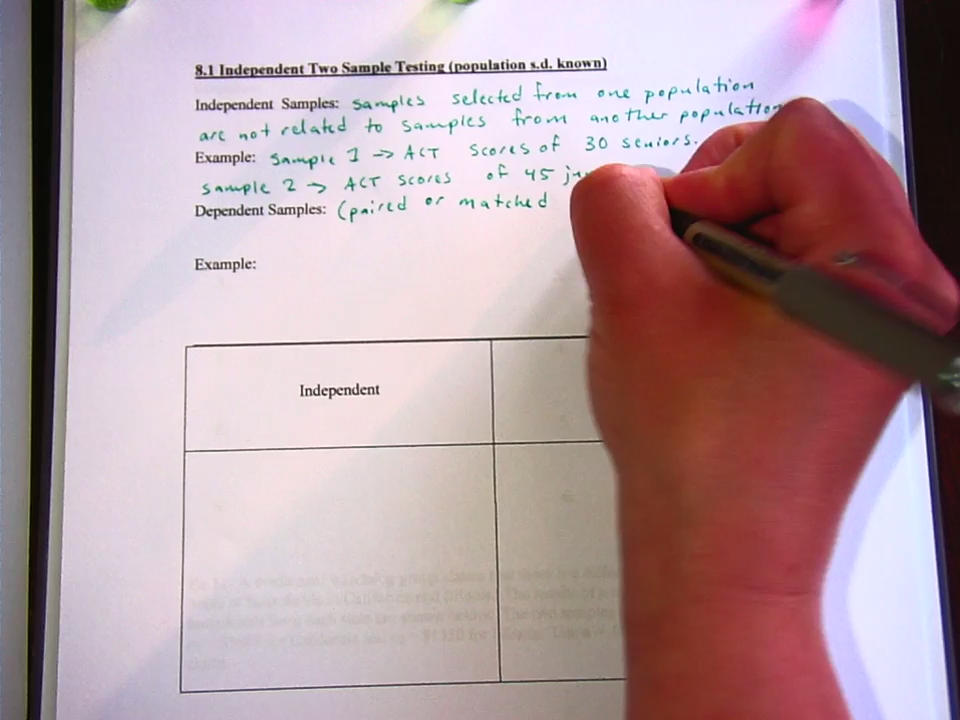 8.1 Independent Two Sample Testing (population s.d. known)
Independent Samples: samples selected from one population
are not related to samples from another population
Example: sample 1 → ACT scores of 30 seniors.
sample 2 → ACT scores of 45
Dependent Samples: (paired or matched
Example:
Independent